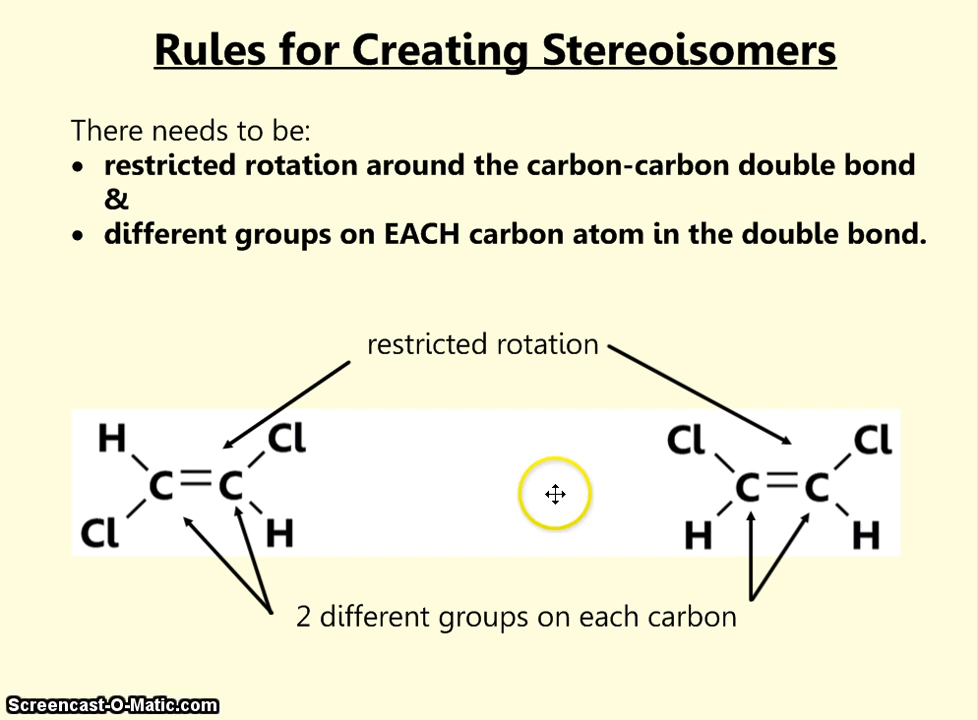 Rules for Creating Stereoisomers
There needs to be:
• restricted rotation around the carbon-carbon double bond
&
• different groups on EACH carbon atom in the double bond.
restricted rotation
H Cl Cl Cl
C=C C=C
Cl H H H
2 different groups on each carbon
Screencast-O-Matic.com